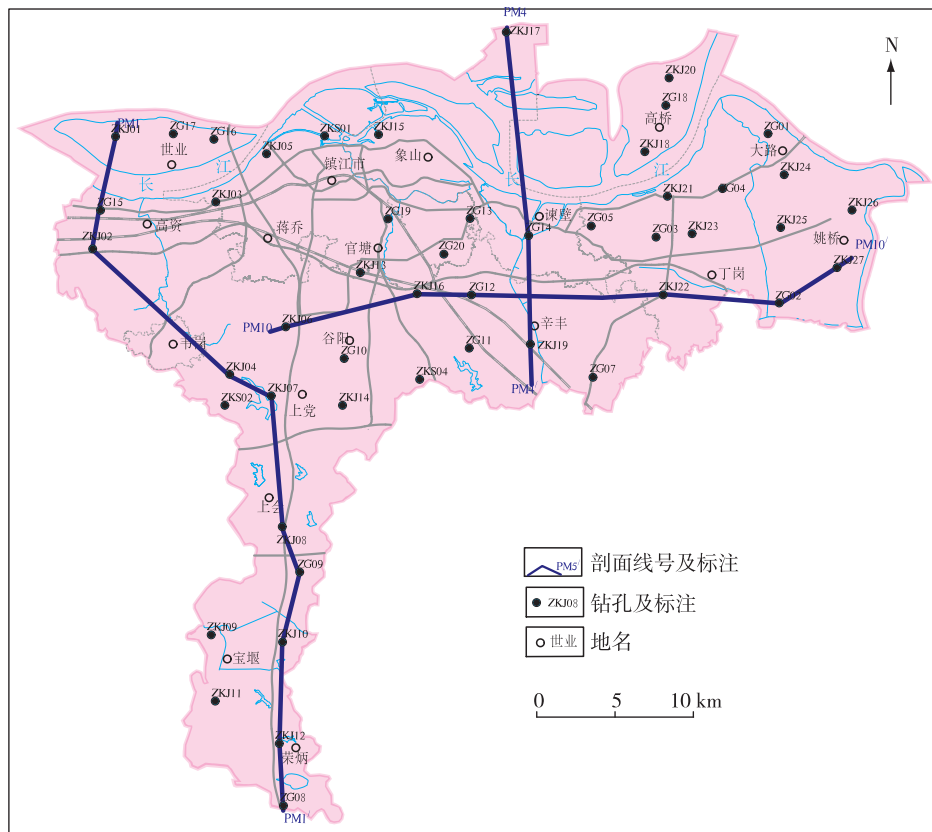 PM4
ZKJ17
N
ZKJ20
ZG18
高桥
PM1
ZKJ01
ZG17
ZG16
ZKS01
ZKJ15
ZG01
世业
ZKJ05
镇江市
象山
ZKJ18
大路
长
江
长
江
ZKJ24
ZKJ03
ZKJ21
ZG04
ZG15
高资
蒋乔
ZG19
ZG13
谏壁
ZG05
ZKJ26
ZKJ02
官塘
ZG20
ZG14
ZG03
ZKJ23
ZKJ25
姚桥
PM10′
ZKJ13
丁岗
ZKJ27
ZKJ16
ZG12
ZKJ22
ZG02
PM10
ZKJ06
谷阳
辛丰
韦岗
ZG10
ZG11
ZKJ19
ZKJ04
ZKS04
PM4′
ZG07
ZKJ07
ZKS02
上党
ZKJ14
上会
ZKJ08
ZG09
PM5′
剖面线号及标注
ZKJ08
钻孔及标注
世业
地名
ZKJ09
ZKJ10
宝堰
ZKJ11
0
5
10 km
ZKJ12
荣炳
ZG08
PM1′